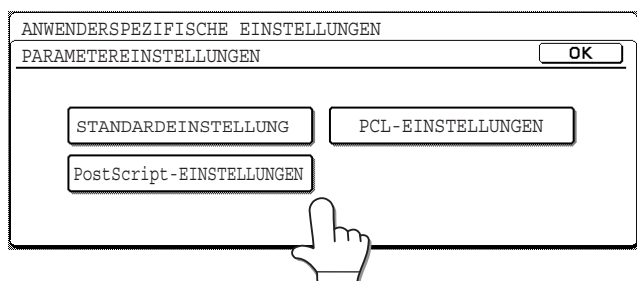 ANWENDERSPEZIFISCHE EINSTELLUNGEN
PARAMETEREINSTELLUNGEN OK
STANDARDEINSTELLUNG PCL-EINSTELLUNGEN
PostScript-EINSTELLUNGEN